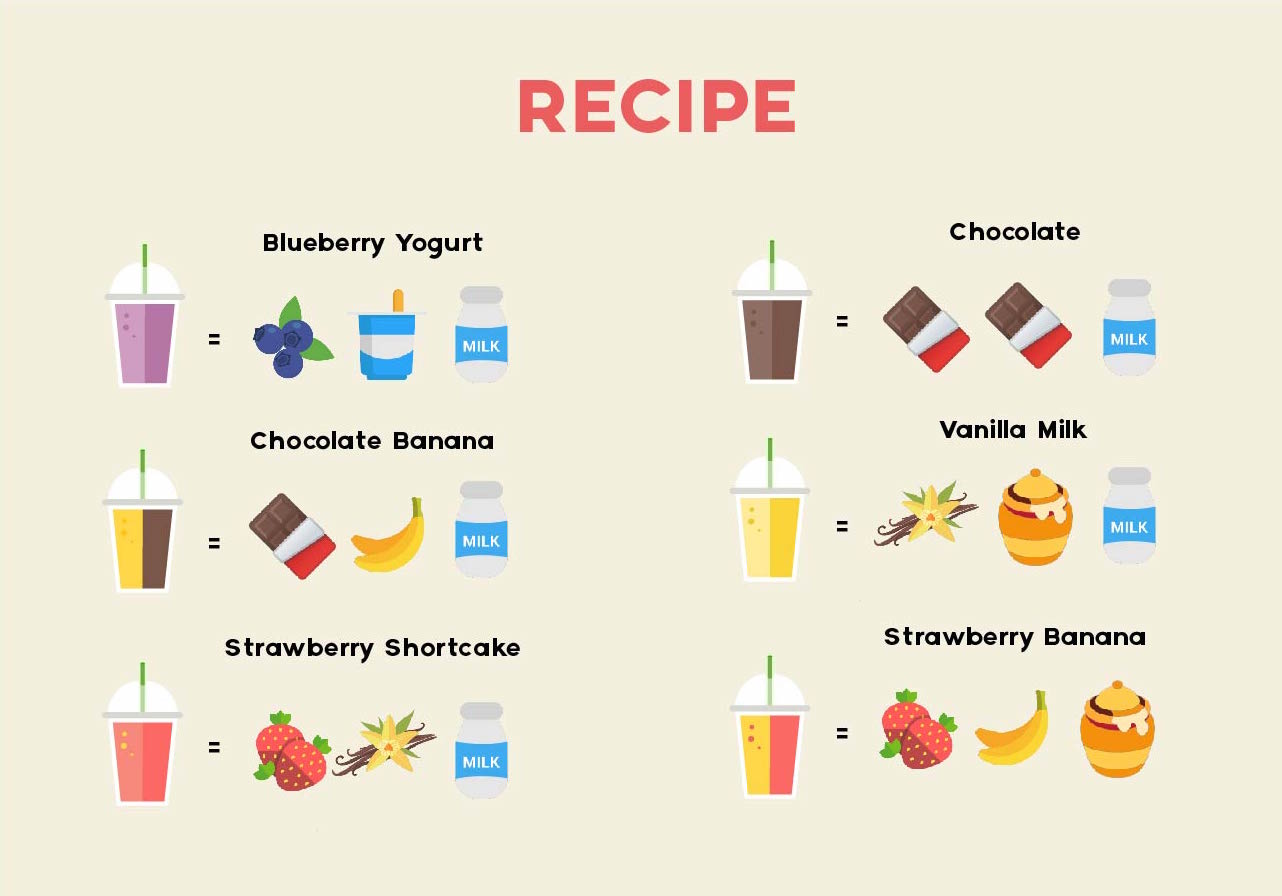 RECIPE
Blueberry Yogurt
= MILK
Chocolate
= MILK
Chocolate Banana
= MILK
Vanilla Milk
= MILK
Strawberry Shortcake
= MILK
Strawberry Banana
=